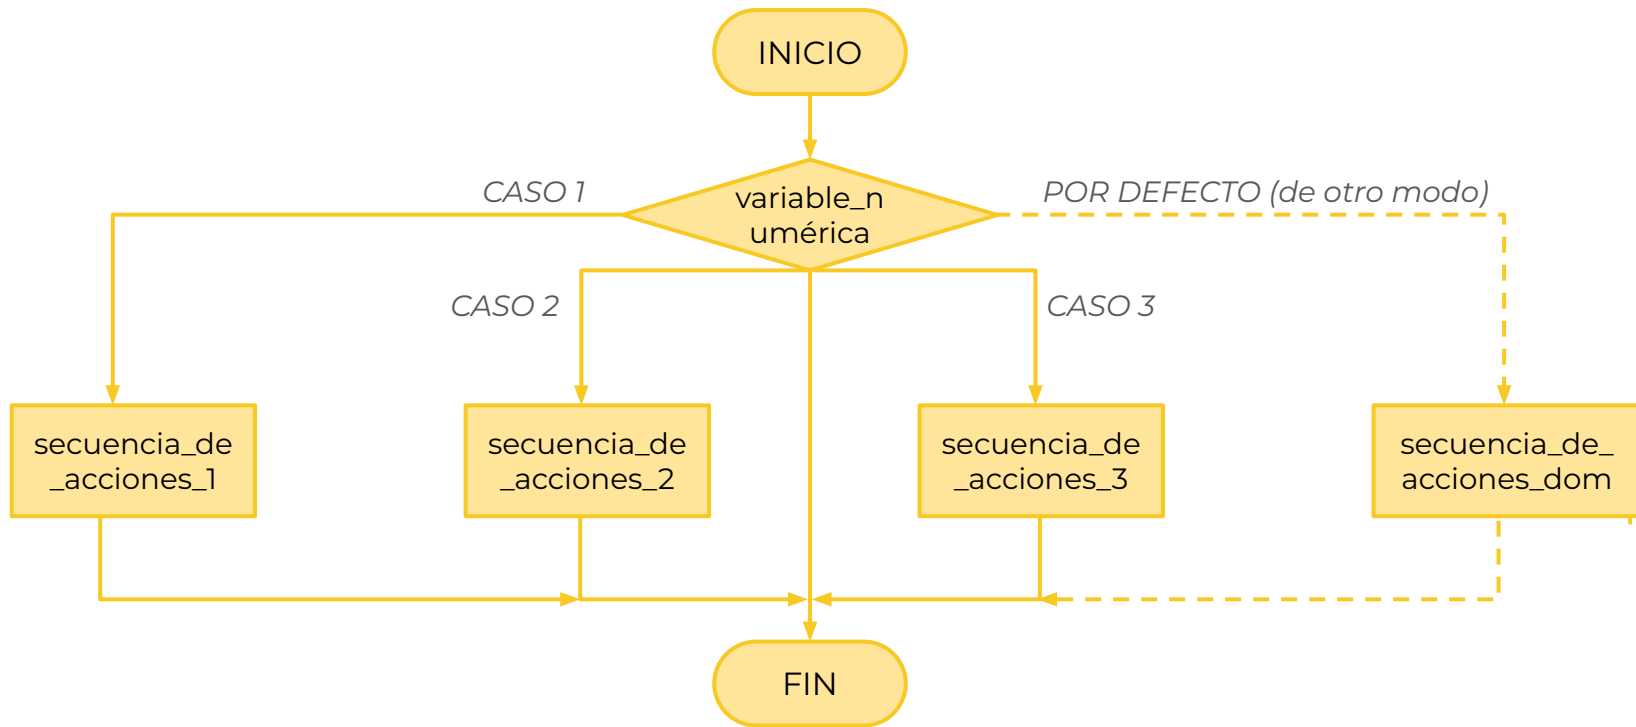 INICIO
CASO 1
variable_n
umérica
POR DEFECTO (de otro modo)
CASO 2
CASO 3
secuencia_de
_acciones_1
secuencia_de
_acciones_2
secuencia_de
_acciones_3
secuencia_de_
acciones_dom
FIN